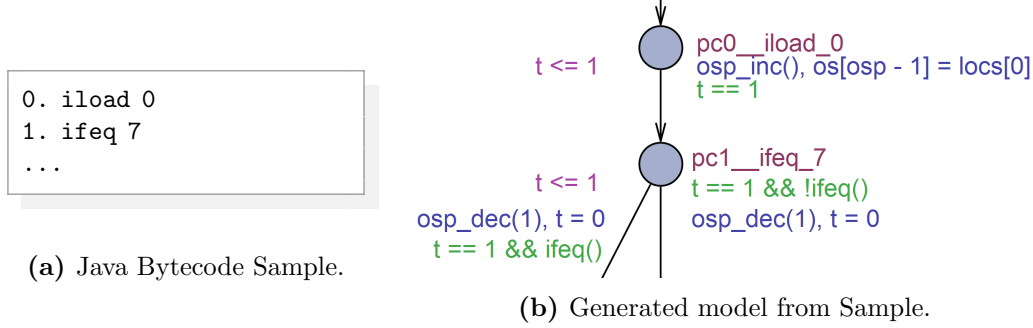 0. iload 0
1. ifeq 7
...
(a) Java Bytecode Sample.
pc0__iload_0
t <= 1
osp_inc(), os[osp - 1] = locs[0]
t == 1
pc1__ifeq_7
t <= 1
t == 1 && !ifeq()
osp_dec(1), t = 0
osp_dec(1), t = 0
t == 1 && ifeq()
(b) Generated model from Sample.